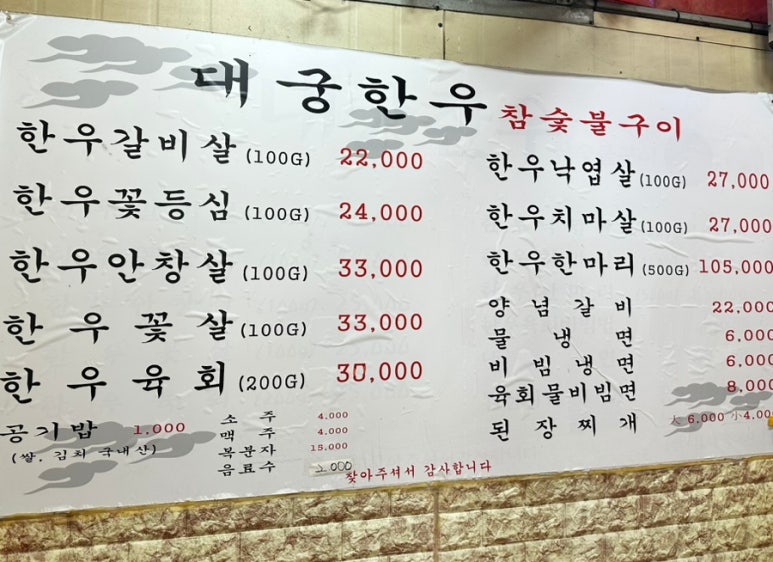 대궁한우 참숯불구이
한우갈비살 (100G) 22,000
한우꽃등심 (100G) 24,000
한우안창살 (100G) 33,000
한우꽃살 (100G) 33,000
한우육회 (200G) 30,000
공기밥 1.000
(쌀. 김치 국내산)
소주 4.000
맥주 4.000
복분자 15.000
음료수 2.000
한우낙엽살 (100G) 27,000
한우치마살 (100G) 27,000
한우한마리 (500G) 105,000
양념갈비 22,000
물냉면 6,000
비빔냉면 6,000
육회물비빔면 8,000
된장찌개 大 6,000 小 4,00
찾아주셔서 감사합니다